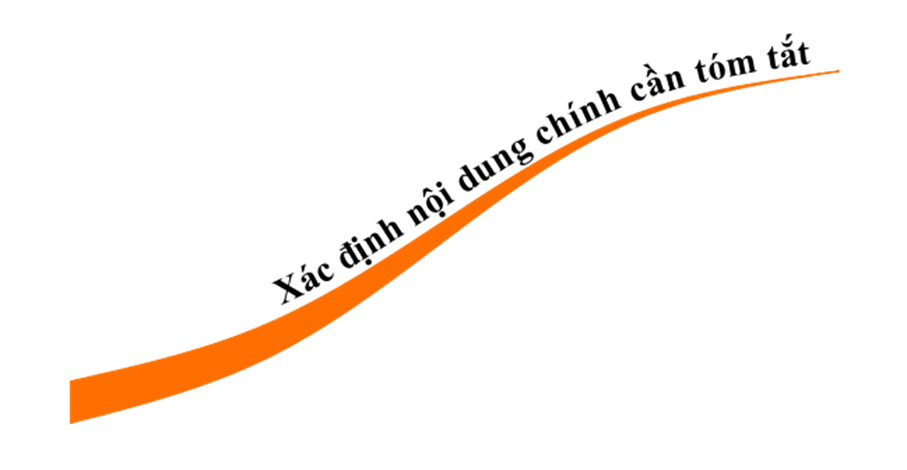 Xác định nội dung chính cần tóm tắt